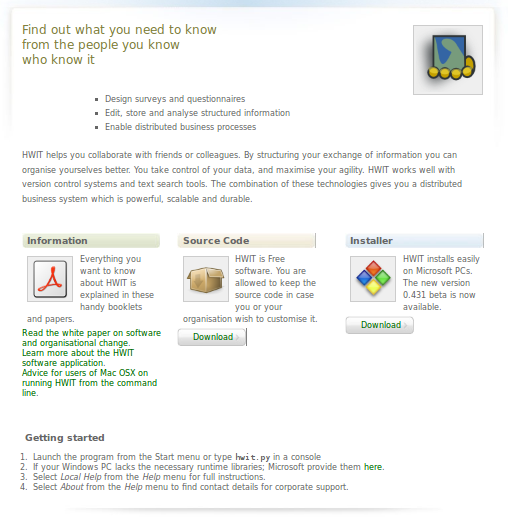 Find out what you need to know
from the people you know
who know it
Design surveys and questionnaires
Edit, store and analyse structured information
Enable distributed business processes
HWIT helps you collaborate with friends or colleagues. By structuring your exchange of information you can
organise yourselves better. You take control of your data, and maximise your agility. HWIT works well with
version control systems and text search tools. The combination of these technologies gives you a distributed
business system which is powerful, scalable and durable.
Information
Everything you
want to know
about HWIT is
explained in these
handy booklets
and papers.
Read the white paper on software
and organisational change.
Learn more about the HWIT
software application.
Advice for users of Mac OSX on
running HWIT from the command
line.
Source Code
HWIT is Free
software. You are
allowed to keep the
source code in case
you or your
organisation wish to customise it.
Download
Installer
HWIT installs easily
on Microsoft PCs.
The new version
0.431 beta is now
available.
Download
Getting started
1. Launch the program from the Start menu or type hwit.py in a console
2. If your Windows PC lacks the necessary runtime libraries; Microsoft provide them here.
3. Select Local Help from the Help menu for full instructions.
4. Select About from the Help menu to find contact details for corporate support.